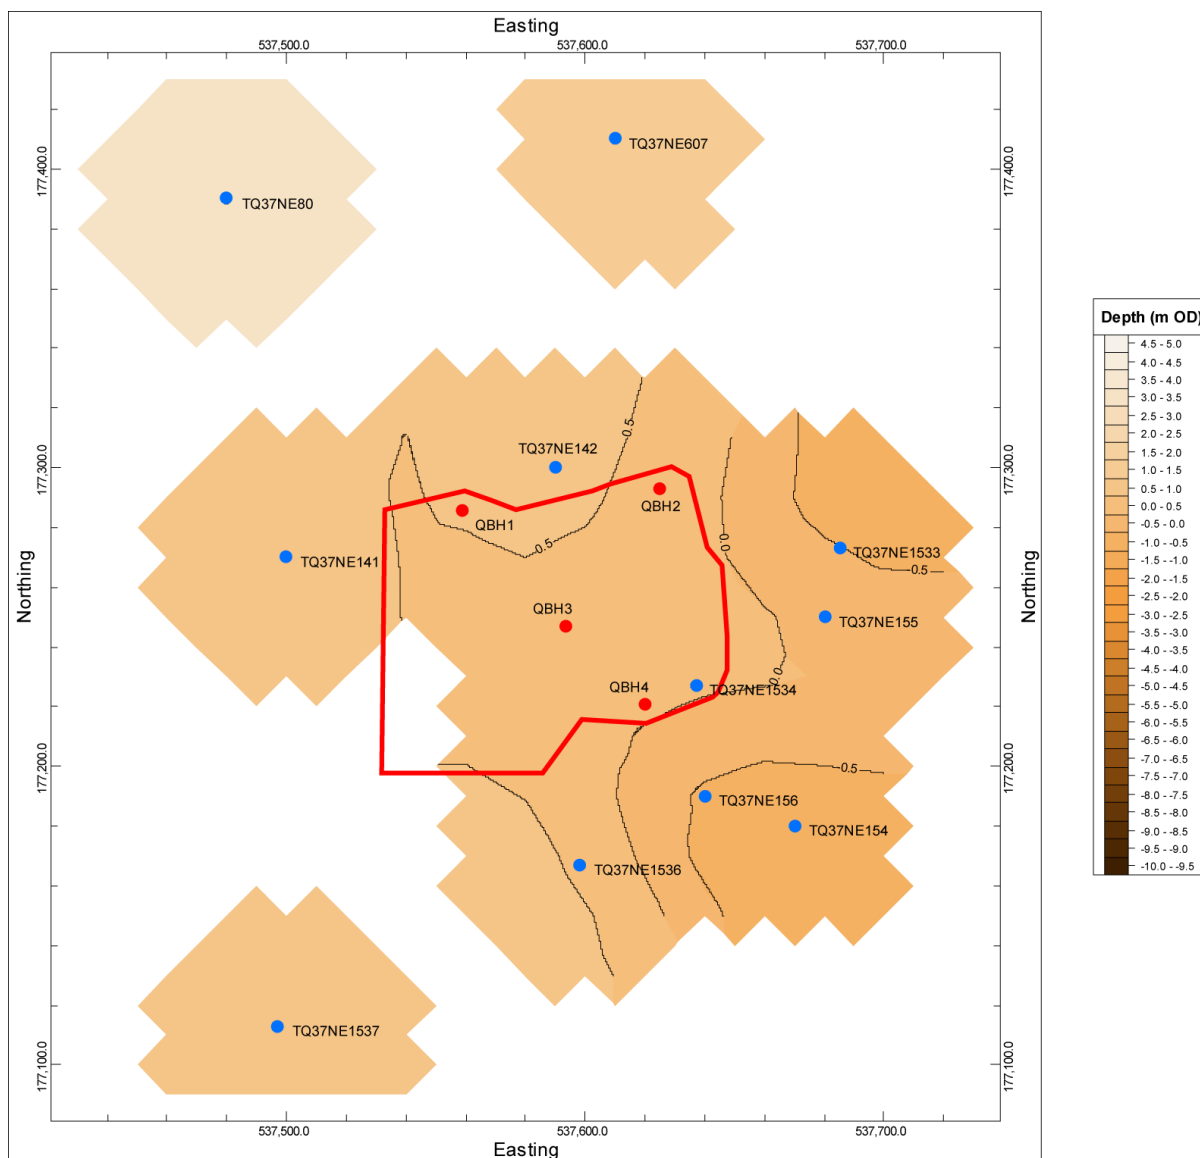 Easting
537,500.0 537,600.0 537,700.0
177,400.0 177,400.0
TQ37NE607
TQ37NE80
Depth (m OD)
4.5 - 5.0
4.0 - 4.5
3.5 - 4.0
3.0 - 3.5
2.5 - 3.0
2.0 - 2.5
1.5 - 2.0
1.0 - 1.5
0.5 - 1.0
0.0 - 0.5
-0.5 - 0.0
-1.0 - -0.5
-1.5 - -1.0
-2.0 - -1.5
-2.5 - -2.0
-3.0 - -2.5
-3.5 - -3.0
-4.0 - -3.5
-4.5 - -4.0
-5.0 - -4.5
-5.5 - -5.0
-6.0 - -5.5
-6.5 - -6.0
-7.0 - -6.5
-7.5 - -7.0
-8.0 - -7.5
-8.5 - -8.0
-9.0 - -8.5
-9.5 - -9.0
-10.0 - -9.5
0.5
TQ37NE142
177,300.0 177,300.0
QBH2
QBH1
0.5
0.0
TQ37NE1533
TQ37NE141
-0.5
Northing Northing
QBH3
TQ37NE155
0.0
QBH4
TQ37NE1534
177,200.0 177,200.0
-0.5
TQ37NE156
TQ37NE154
TQ37NE1536
TQ37NE1537
177,100.0 177,100.0
537,500.0 537,600.0 537,700.0
Easting